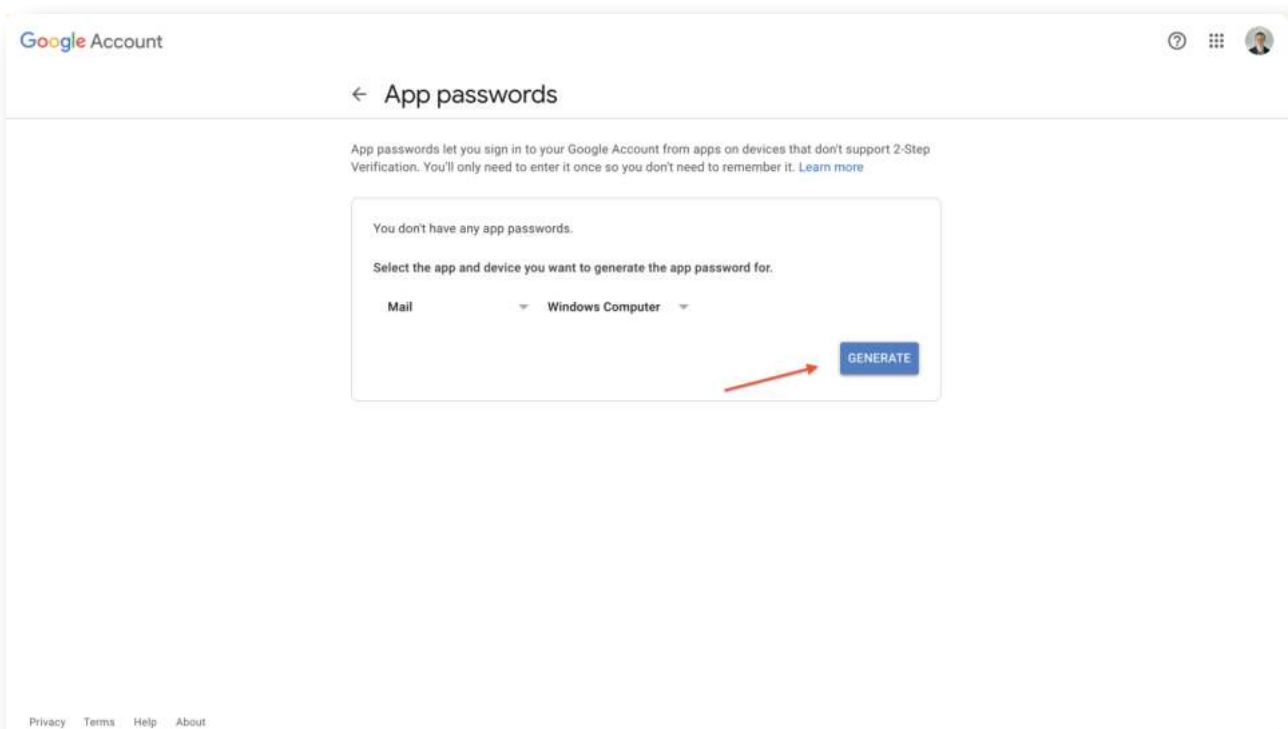 Google Account
App passwords
App passwords let you sign in to your Google Account from apps on devices that don't support 2-Step
Verification. You'll only need to enter it once so you don't need to remember it. Learn more
You don't have any app passwords.
Select the app and device you want to generate the app password for.
Mail Windows Computer
GENERATE
Privacy Terms Help About